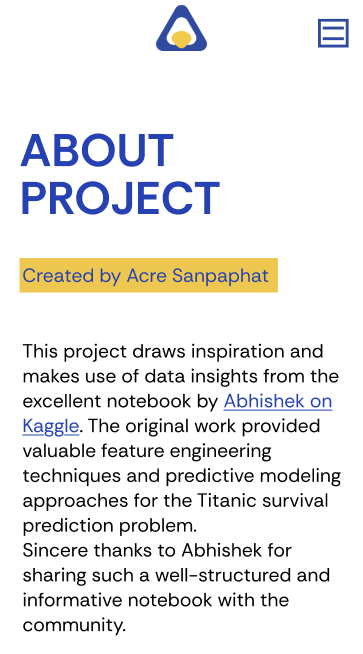 ABOUT
PROJECT
Created by Acre Sanpaphat
This project draws inspiration and
makes use of data insights from the
excellent notebook by Abhishek on
Kaggle. The original work provided
valuable feature engineering
techniques and predictive modeling
approaches for the Titanic survival
prediction problem.
Sincere thanks to Abhishek for
sharing such a well-structured and
informative notebook with the
community.